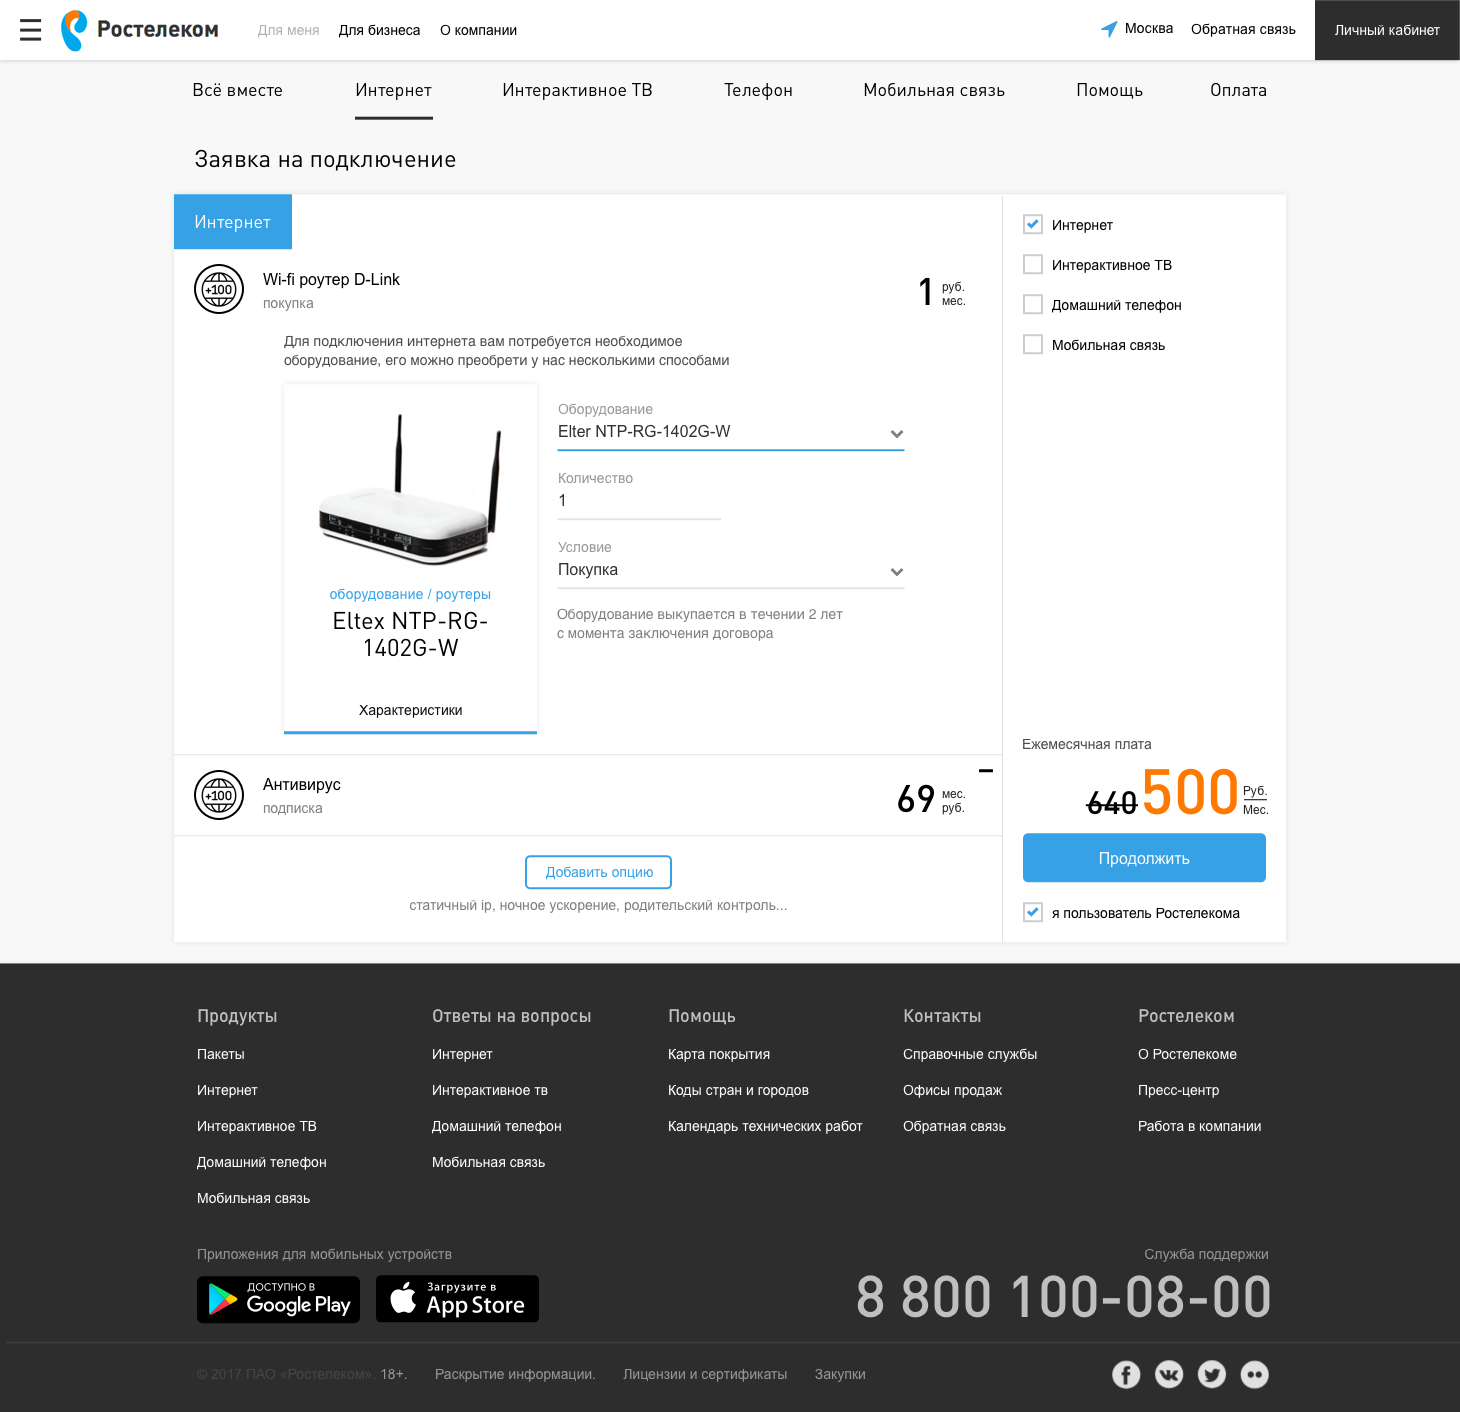 Ростелеком
Для меня
Для бизнеса
О компании
Москва
Обратная связь
Личный кабинет
Всё вместе
Интернет
Интерактивное ТВ
Телефон
Мобильная связь
Помощь
Оплата
Заявка на подключение
Интернет
+100
Wi-fi роутер D-Link
покупка
1
руб.
мес.
Для подключения интернета вам потребуется необходимое
оборудование, его можно преобрети у нас несколькими способами
оборудование / роутеры
Eltex NTP-RG-
1402G-W
Характеристики
Оборудование
Elter NTP-RG-1402G-W
Количество
1
Условие
Покупка
Оборудование выкупается в течении 2 лет
с момента заключения договора
+100
Антивирус
подписка
69
мес.
руб.
Добавить опцию
статичный ip, ночное ускорение, родительский контроль...
Интернет
Интерактивное ТВ
Домашний телефон
Мобильная связь
Ежемесячная плата
640
500
Руб.
Мес.
Продолжить
я пользователь Ростелекома
Продукты
Пакеты
Интернет
Интерактивное ТВ
Домашний телефон
Мобильная связь
Ответы на вопросы
Интернет
Интерактивное тв
Домашний телефон
Мобильная связь
Помощь
Карта покрытия
Коды стран и городов
Календарь технических работ
Контакты
Справочные службы
Офисы продаж
Обратная связь
Ростелеком
О Ростелекоме
Пресс-центр
Работа в компании
Приложения для мобильных устройств
ДОСТУПНО В
Google Play
Загрузите в
App Store
Служба поддержки
8 800 100-08-00
© 2017 ПАО «Ростелеком». 18+.
Раскрытие информации.
Лицензии и сертификаты
Закупки